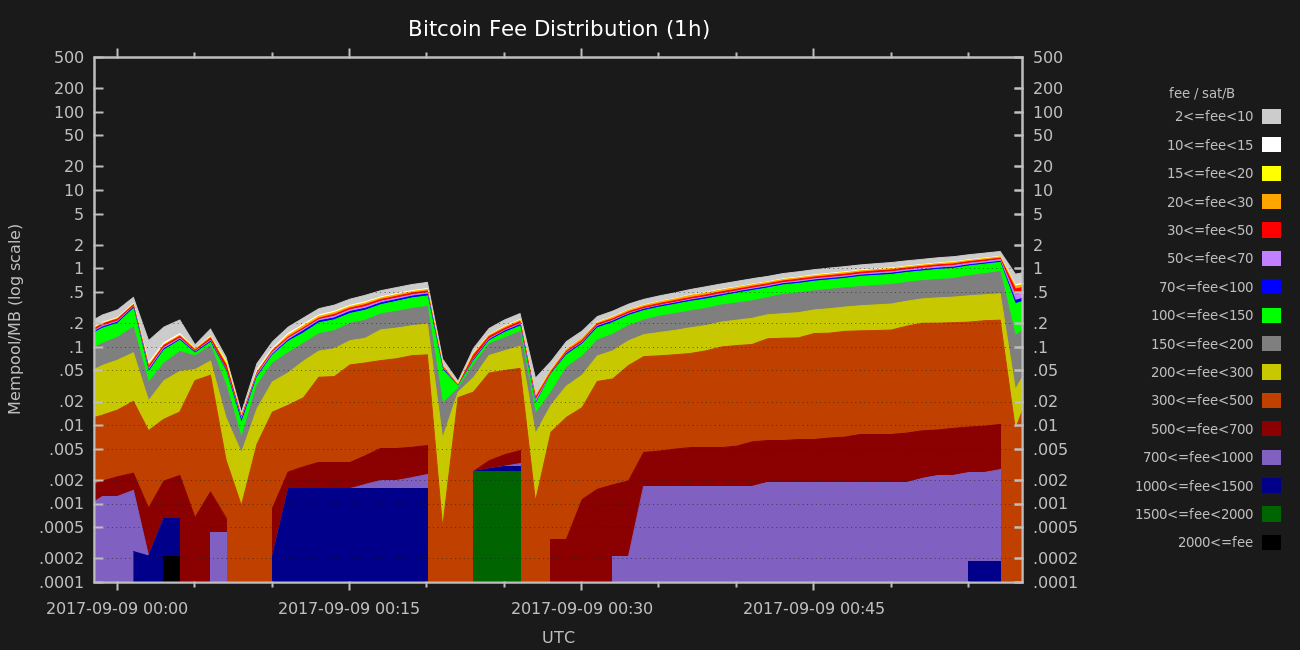 Bitcoin Fee Distribution (1h)
500 500
200 200
100 100
50 50
20 20
10 10
5 5
2 2
1 1
.5 .5
.2 .2
.1 .1
.05 .05
.02 .02
.01 .01
.005 .005
.002 .002
.001 .001
.0005 .0005
.0002 .0002
.0001 .0001
Mempool/MB (log scale)
2017-09-09 00:00 2017-09-09 00:15 2017-09-09 00:30 2017-09-09 00:45
UTC
fee / sat/B
2<=fee<10
10<=fee<15
15<=fee<20
20<=fee<30
30<=fee<50
50<=fee<70
70<=fee<100
100<=fee<150
150<=fee<200
200<=fee<300
300<=fee<500
500<=fee<700
700<=fee<1000
1000<=fee<1500
1500<=fee<2000
2000<=fee